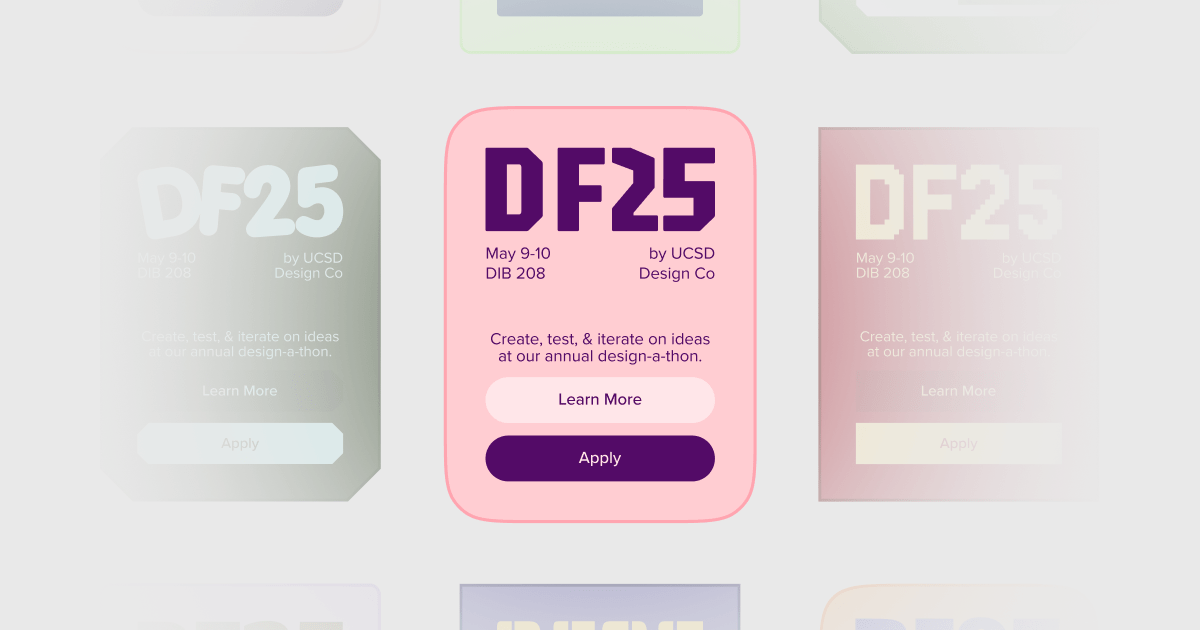 DF25
May 9-10
DIB 208
by UCSD
Design Co
Create, test, & iterate on ideas
at our annual design-a-thon.
Learn More
Apply
DF25
May 9-10
DIB 208
by UCSD
Design Co
Create, test, & iterate on ideas
at our annual design-a-thon.
Learn More
Apply
DF25
May 9-10
DIB 208
by UCSD
Design Co
Create, test, & iterate on ideas
at our annual design-a-thon.
Learn More
Apply